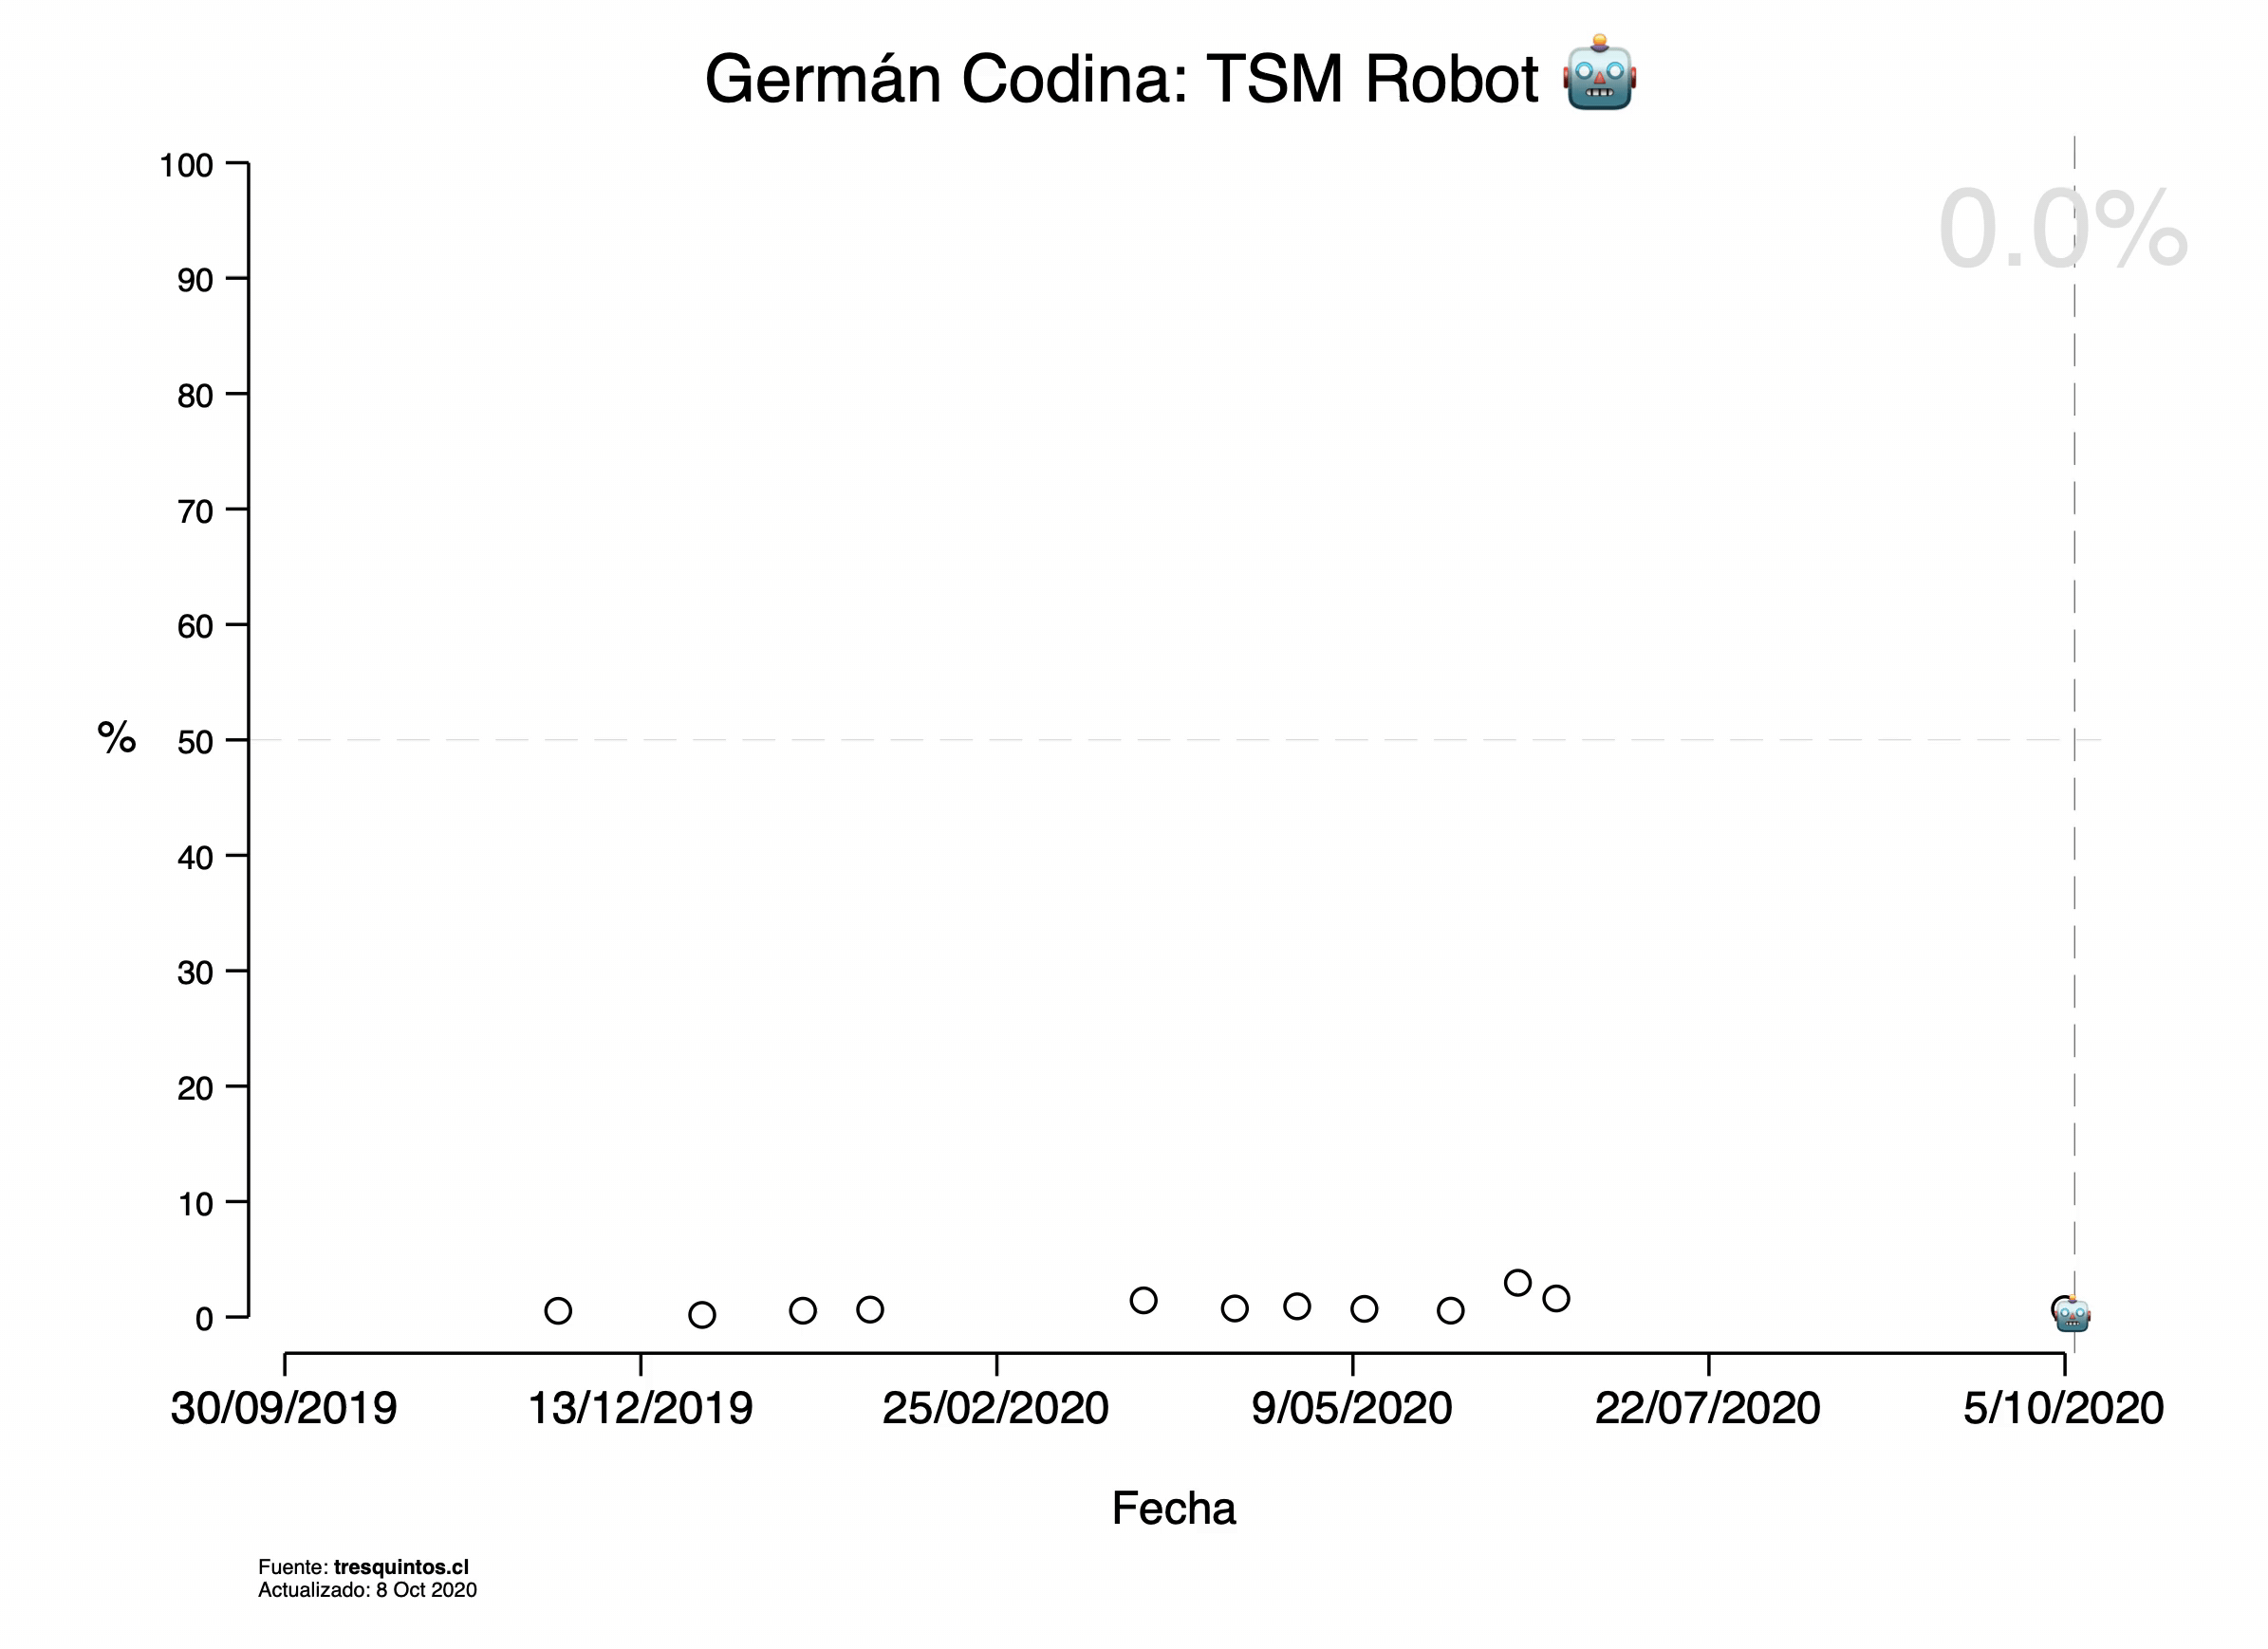 Germán Codina: TSM Robot 🤖
0.0%
100
90
80
70
60
% 50
40
30
20
10
0
30/09/2019 13/12/2019 25/02/2020 9/05/2020 22/07/2020 5/10/2020
Fecha
Fuente: tresquintos.cl
Actualizado: 8 Oct 2020